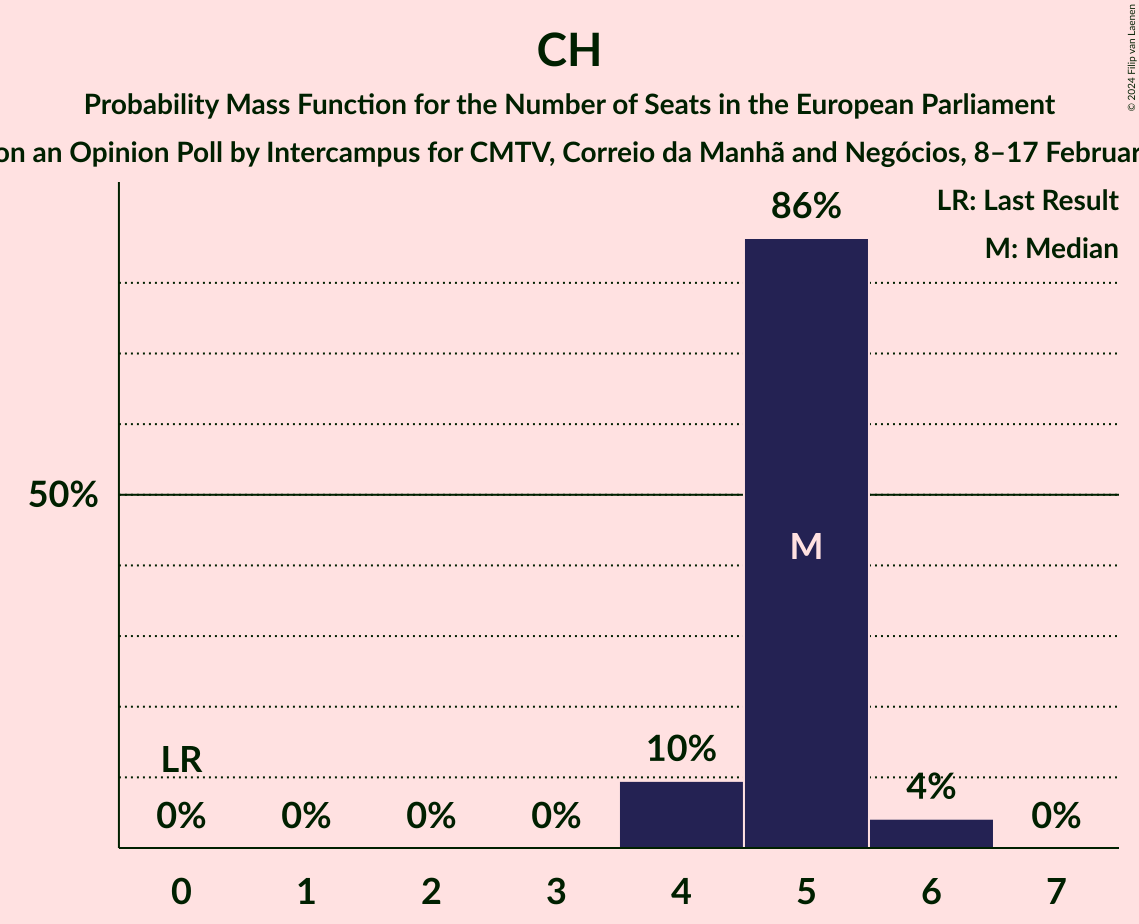 CH
Probability Mass Function for the Number of Seats in the European Parliament
on an Opinion Poll by Intercampus for CMTV, Correio da Manhã and Negócios, 8–17 Februar
© 2024 Filip van Laenen
LR: Last Result
M: Median
86%
50%
M
LR
10%
4%
0% 0% 0% 0% 0%
0 1 2 3 4 5 6 7